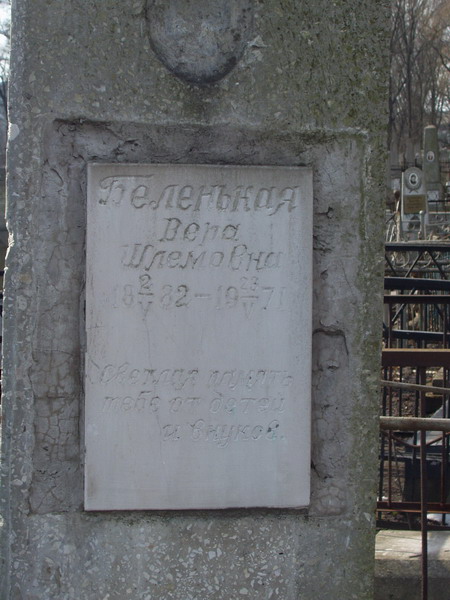 Беленькая
Вера
Шлемовна
18 2/V 82 – 19 23/V 71
Светлая память
тебе от детей
и внуков.